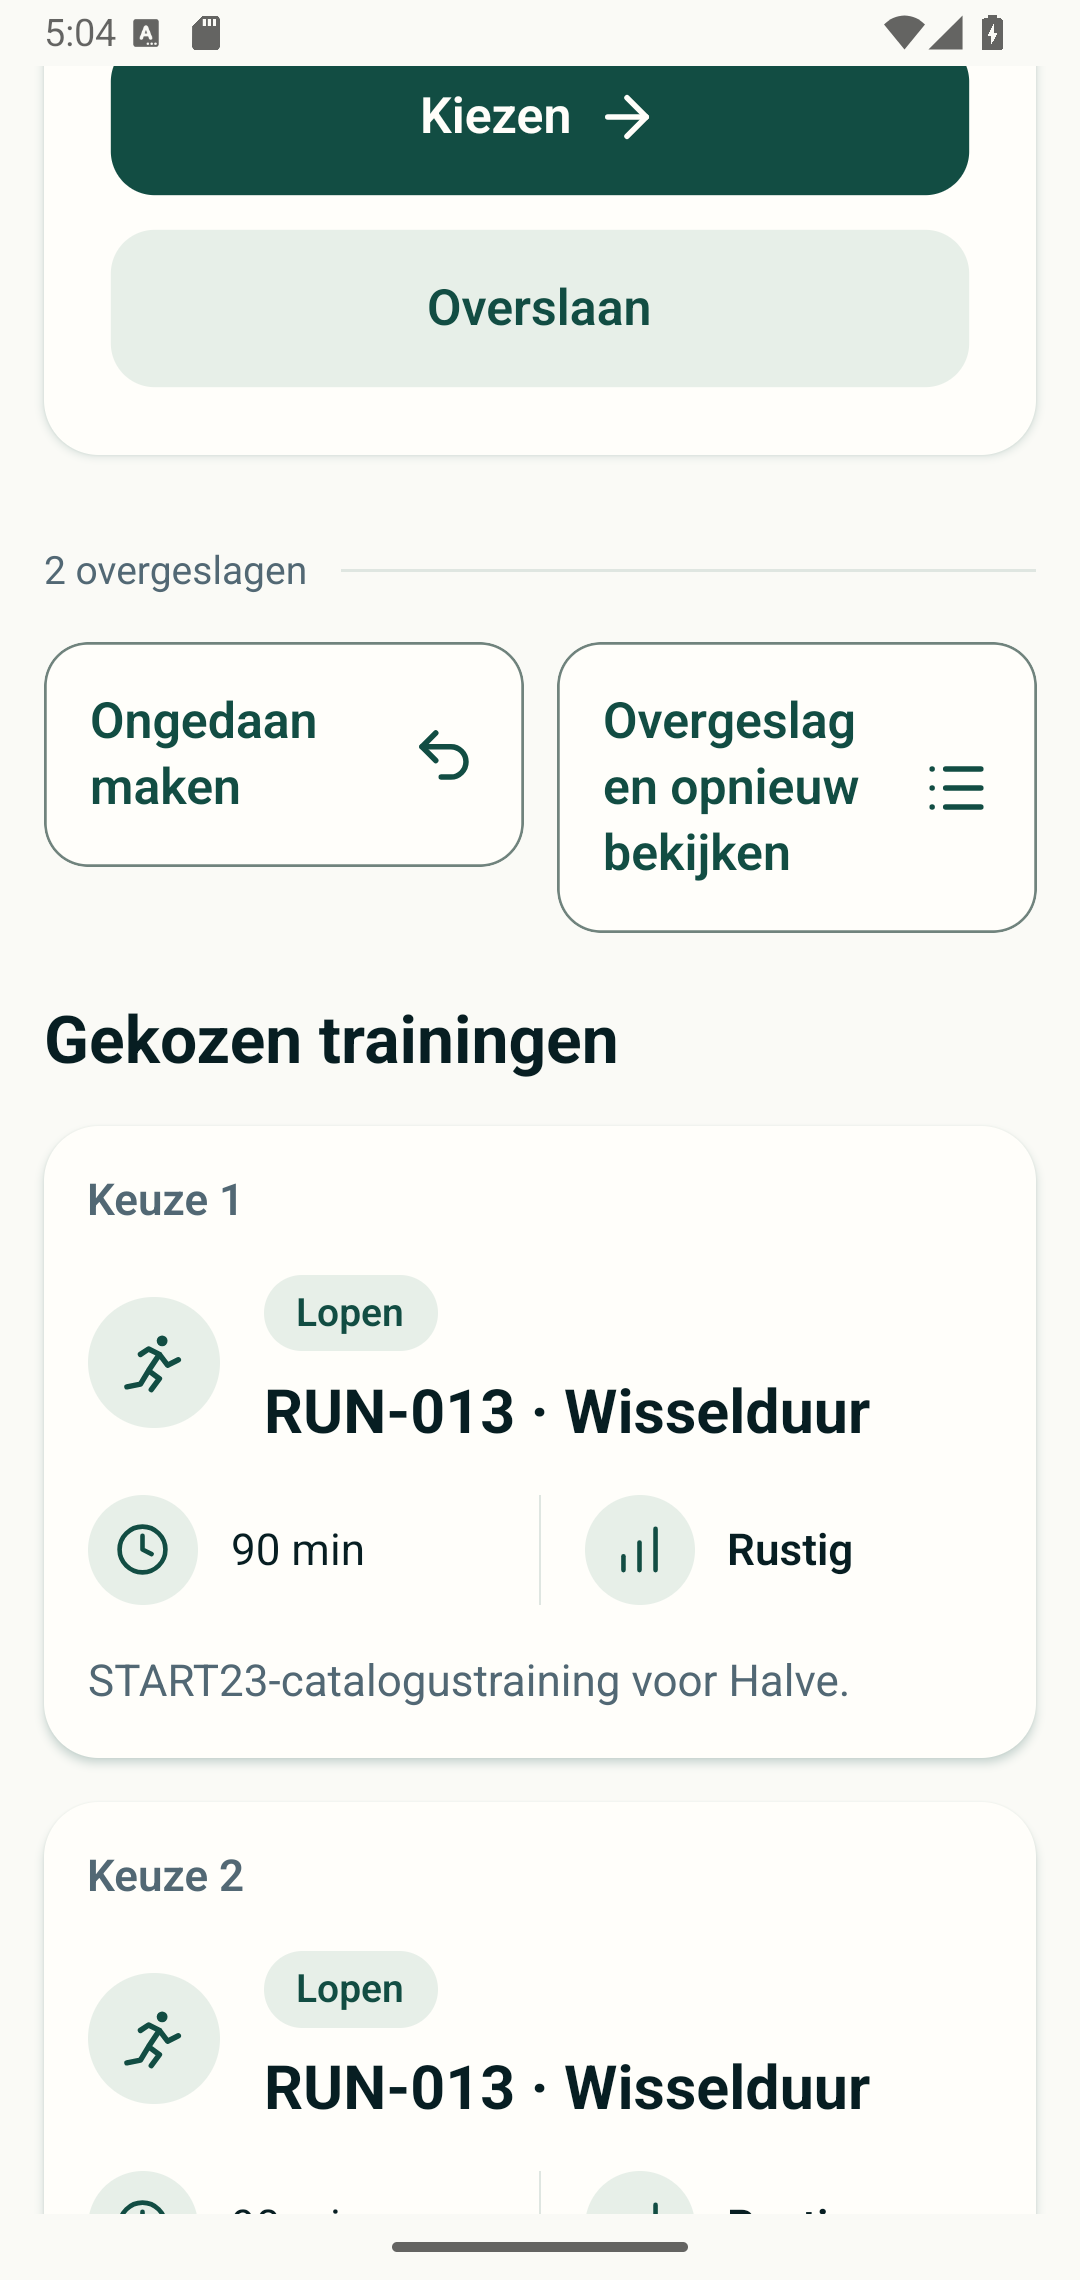 5:04
Kiezen
Overslaan
2 overgeslagen
Ongedaan
maken
Overgeslag
en opnieuw
bekijken
Gekozen trainingen
Keuze 1
Lopen
RUN-013 · Wisselduur
90 min
Rustig
START23-catalogustraining voor Halve.
Keuze 2
Lopen
RUN-013 · Wisselduur